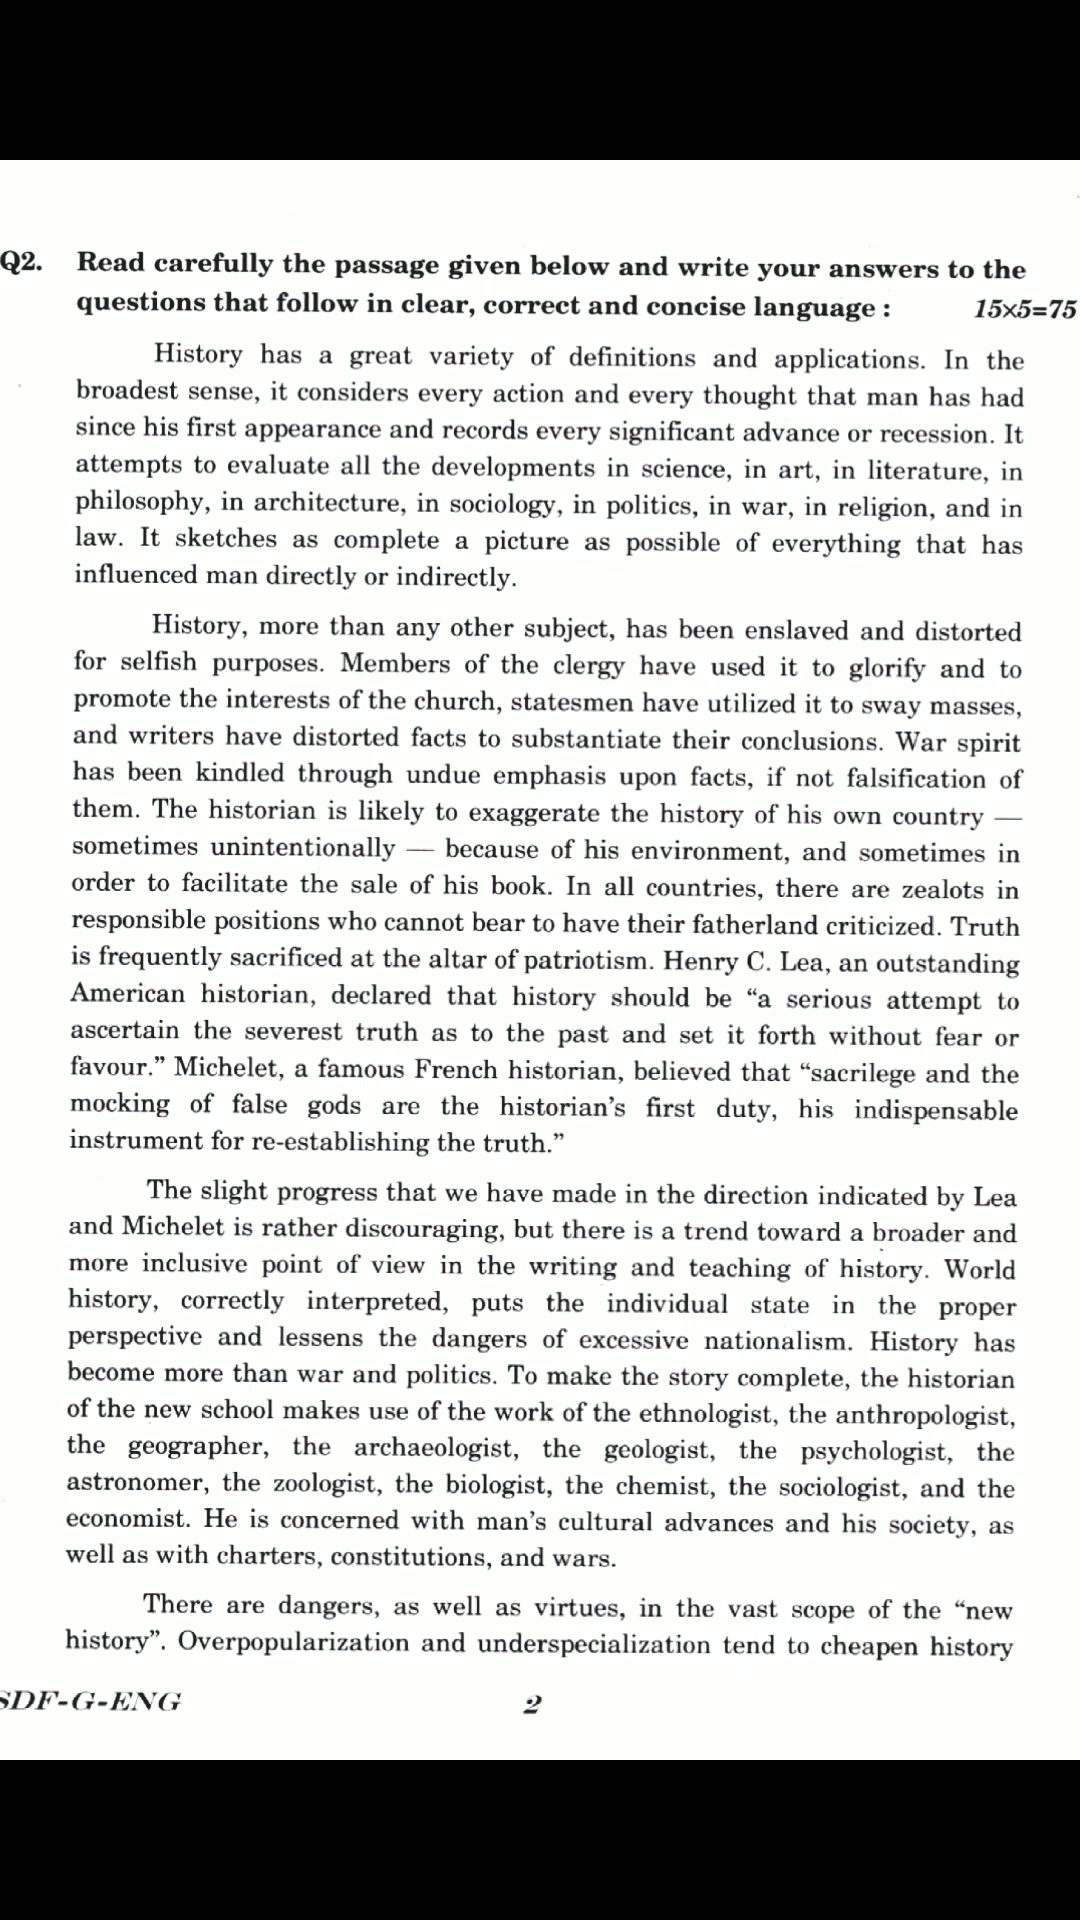 Q2. Read carefully the passage given below and write your answers to the
questions that follow in clear, correct and concise language : 15×5=75
History has a great variety of definitions and applications. In the
broadest sense, it considers every action and every thought that man has had
since his first appearance and records every significant advance or recession. It
attempts to evaluate all the developments in science, in art, in literature, in
philosophy, in architecture, in sociology, in politics, in war, in religion, and in
law. It sketches as complete a picture as possible of everything that has
influenced man directly or indirectly.
History, more than any other subject, has been enslaved and distorted
for selfish purposes. Members of the clergy have used it to glorify and to
promote the interests of the church, statesmen have utilized it to sway masses,
and writers have distorted facts to substantiate their conclusions. War spirit
has been kindled through undue emphasis upon facts, if not falsification of
them. The historian is likely to exaggerate the history of his own country —
sometimes unintentionally — because of his environment, and sometimes in
order to facilitate the sale of his book. In all countries, there are zealots in
responsible positions who cannot bear to have their fatherland criticized. Truth
is frequently sacrificed at the altar of patriotism. Henry C. Lea, an outstanding
American historian, declared that history should be “a serious attempt to
ascertain the severest truth as to the past and set it forth without fear or
favour.” Michelet, a famous French historian, believed that “sacrilege and the
mocking of false gods are the historian’s first duty, his indispensable
instrument for re-establishing the truth.”
The slight progress that we have made in the direction indicated by Lea
and Michelet is rather discouraging, but there is a trend toward a broader and
more inclusive point of view in the writing and teaching of history. World
history, correctly interpreted, puts the individual state in the proper
perspective and lessens the dangers of excessive nationalism. History has
become more than war and politics. To make the story complete, the historian
of the new school makes use of the work of the ethnologist, the anthropologist,
the geographer, the archaeologist, the geologist, the psychologist, the
astronomer, the zoologist, the biologist, the chemist, the sociologist, and the
economist. He is concerned with man’s cultural advances and his society, as
well as with charters, constitutions, and wars.
There are dangers, as well as virtues, in the vast scope of the “new
history”. Overpopularization and underspecialization tend to cheapen history
SDF-G-ENG 2